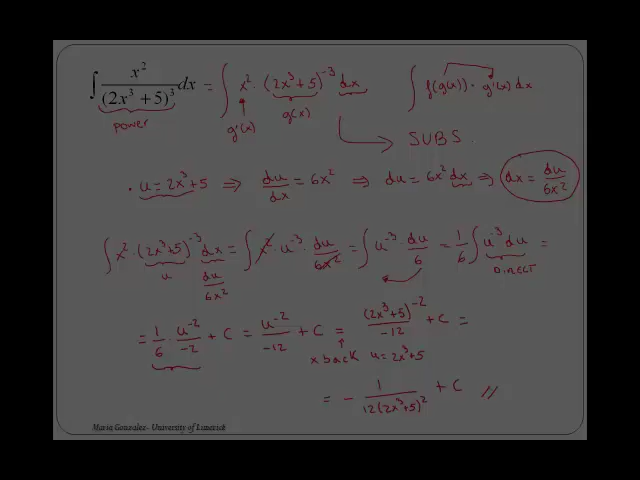 ∫ x² / (2x³ + 5)³ dx = ∫ x² · (2x³+5)⁻³ dx    ∫ f(g(x)) · g'(x) dx
power    g'(x)    g(x)    SUBS
· u = 2x³+5 ⇒ du/dx = 6x² ⇒ du = 6x² dx ⇒ dx = du/6x²
∫ x² · (2x³+5)⁻³ dx = ∫ x² · u⁻³ · du/6x² = ∫ u⁻³ · du/6 = 1/6 ∫ u⁻³ du =
u    du/6x²    DIRECT
= 1/6 · u⁻²/-2 + C = u⁻²/-12 + C = (2x³+5)⁻²/-12 + C =
x back    u = 2x³+5
= - 1/12(2x³+5)² + C //
Maria Gonzalez- University of Limerick